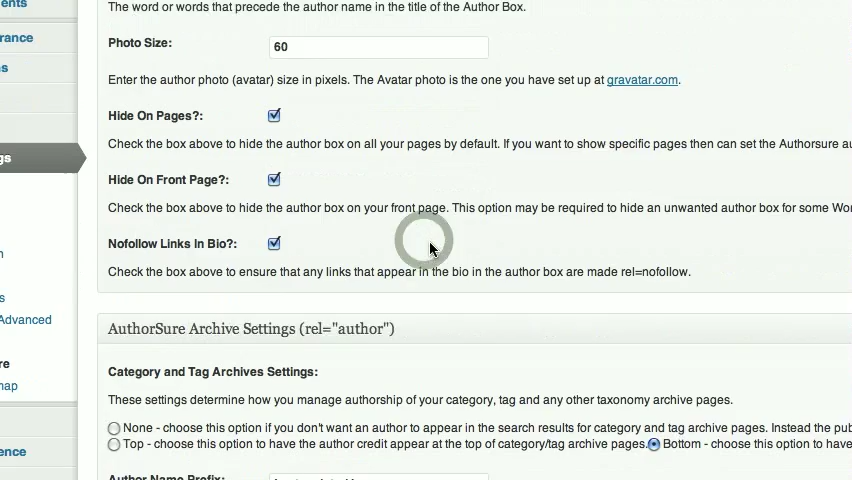 The word or words that precede the author name in the title of the Author Box.
ents
Photo Size: 60
rance
s
Enter the author photo (avatar) size in pixels. The Avatar photo is the one you have set up at gravatar.com.
Hide On Pages?:
Check the box above to hide the author box on all your pages by default. If you want to show specific pages then can set the Authorsure au
gs
Hide On Front Page?:
Check the box above to hide the author box on your front page. This option may be required to hide an unwanted author box for some Wor
Nofollow Links In Bio?:
n
Check the box above to ensure that any links that appear in the bio in the author box are made rel=nofollow.
s
Advanced
AuthorSure Archive Settings (rel="author")
re
Category and Tag Archives Settings:
map
These settings determine how you manage authorship of your category, tag and any other taxonomy archive pages.
None - choose this option if you don't want an author to appear in the search results for category and tag archive pages. Instead the pub
Top - choose this option to have the author credit appear at the top of category/tag archive pages. Bottom - choose this option to have
ence
Author Name Prefix: